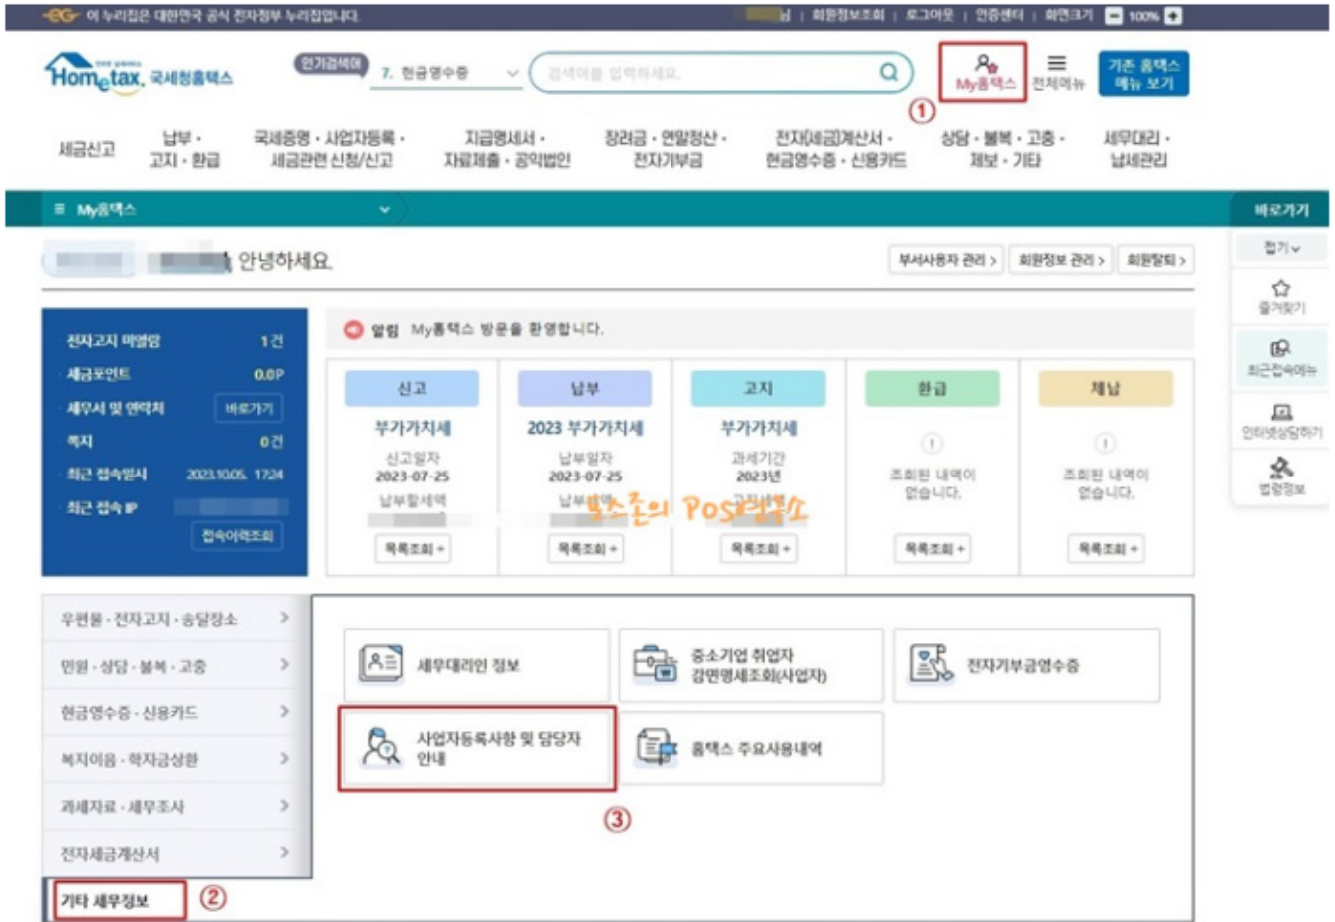 이 누리집은 대한민국 공식 전자정부 누리집입니다.
님 | 회원정보조회 | 로그아웃 | 인증센터 | 화면크기 - 100% +
Hometax. 국세청홈택스
인기검색어
7. 현금영수증
검색어를 입력하세요.
My홈택스
전체메뉴
기존 홈택스
메뉴 보기
①
세금신고
납부 ·
고지 · 환급
국세증명 · 사업자등록 ·
세금관련 신청/신고
지급명세서 ·
자료제출 · 공익법인
장려금 · 연말정산 ·
전자기부금
전자(세금)계산서 ·
현금영수증 · 신용카드
상담 · 불복 · 고충 ·
제보 · 기타
세무대리 ·
납세관리
My홈택스
바로가기
안녕하세요.
부서사용자 관리 >
회원정보 관리 >
회원탈퇴 >
접기
즐겨찾기
최근접속메뉴
인터넷상담하기
법령정보
전자고지 미열람 1 건
세금포인트 0.0P
세무서 및 연락처 바로가기
쪽지 0 건
최근 접속일시 2023.10.05. 17:24
최근 접속 IP
접속이력조회
알림 My홈택스 방문을 환영합니다.
신고
부가가치세
신고일자
2023-07-25
납부할세액
목록조회 +
납부
2023 부가가치세
납부일자
2023-07-25
목록조회 +
고지
부가가치세
과세기간
2023년
고지세액
목록조회 +
환급
조회된 내역이
없습니다.
목록조회 +
체납
조회된 내역이
없습니다.
목록조회 +
포스존의 POS연구소
우편물 · 전자고지 · 송달장소
민원 · 상담 · 불복 · 고충
현금영수증 · 신용카드
복지이음 · 학자금상환
과세자료 · 세무조사
전자세금계산서
기타 세무정보
②
세무대리인 정보
중소기업 취업자
감면명세조회(사업자)
전자기부금영수증
사업자등록사항 및 담당자
안내
홈택스 주요사용내역
③